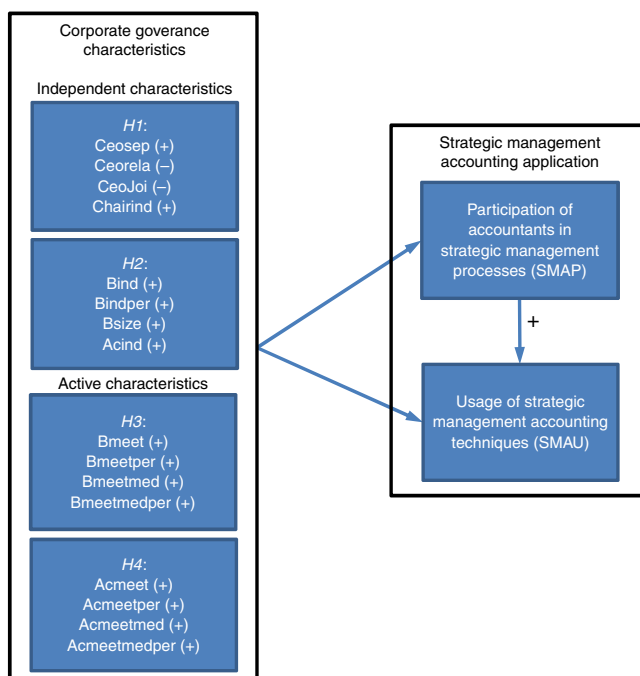 Corporate goverance
characteristics
Independent characteristics
H1:
Ceosep (+)
Ceorela (–)
CeoJoi (–)
Chairind (+)
H2:
Bind (+)
Bindper (+)
Bsize (+)
Acind (+)
Active characteristics
H3:
Bmeet (+)
Bmeetper (+)
Bmeetmed (+)
Bmeetmedper (+)
H4:
Acmeet (+)
Acmeetper (+)
Acmeetmed (+)
Acmeetmedper (+)
Strategic management
accounting application
Participation of
accountants in
strategic management
processes (SMAP)
+
Usage of strategic
management accounting
techniques (SMAU)